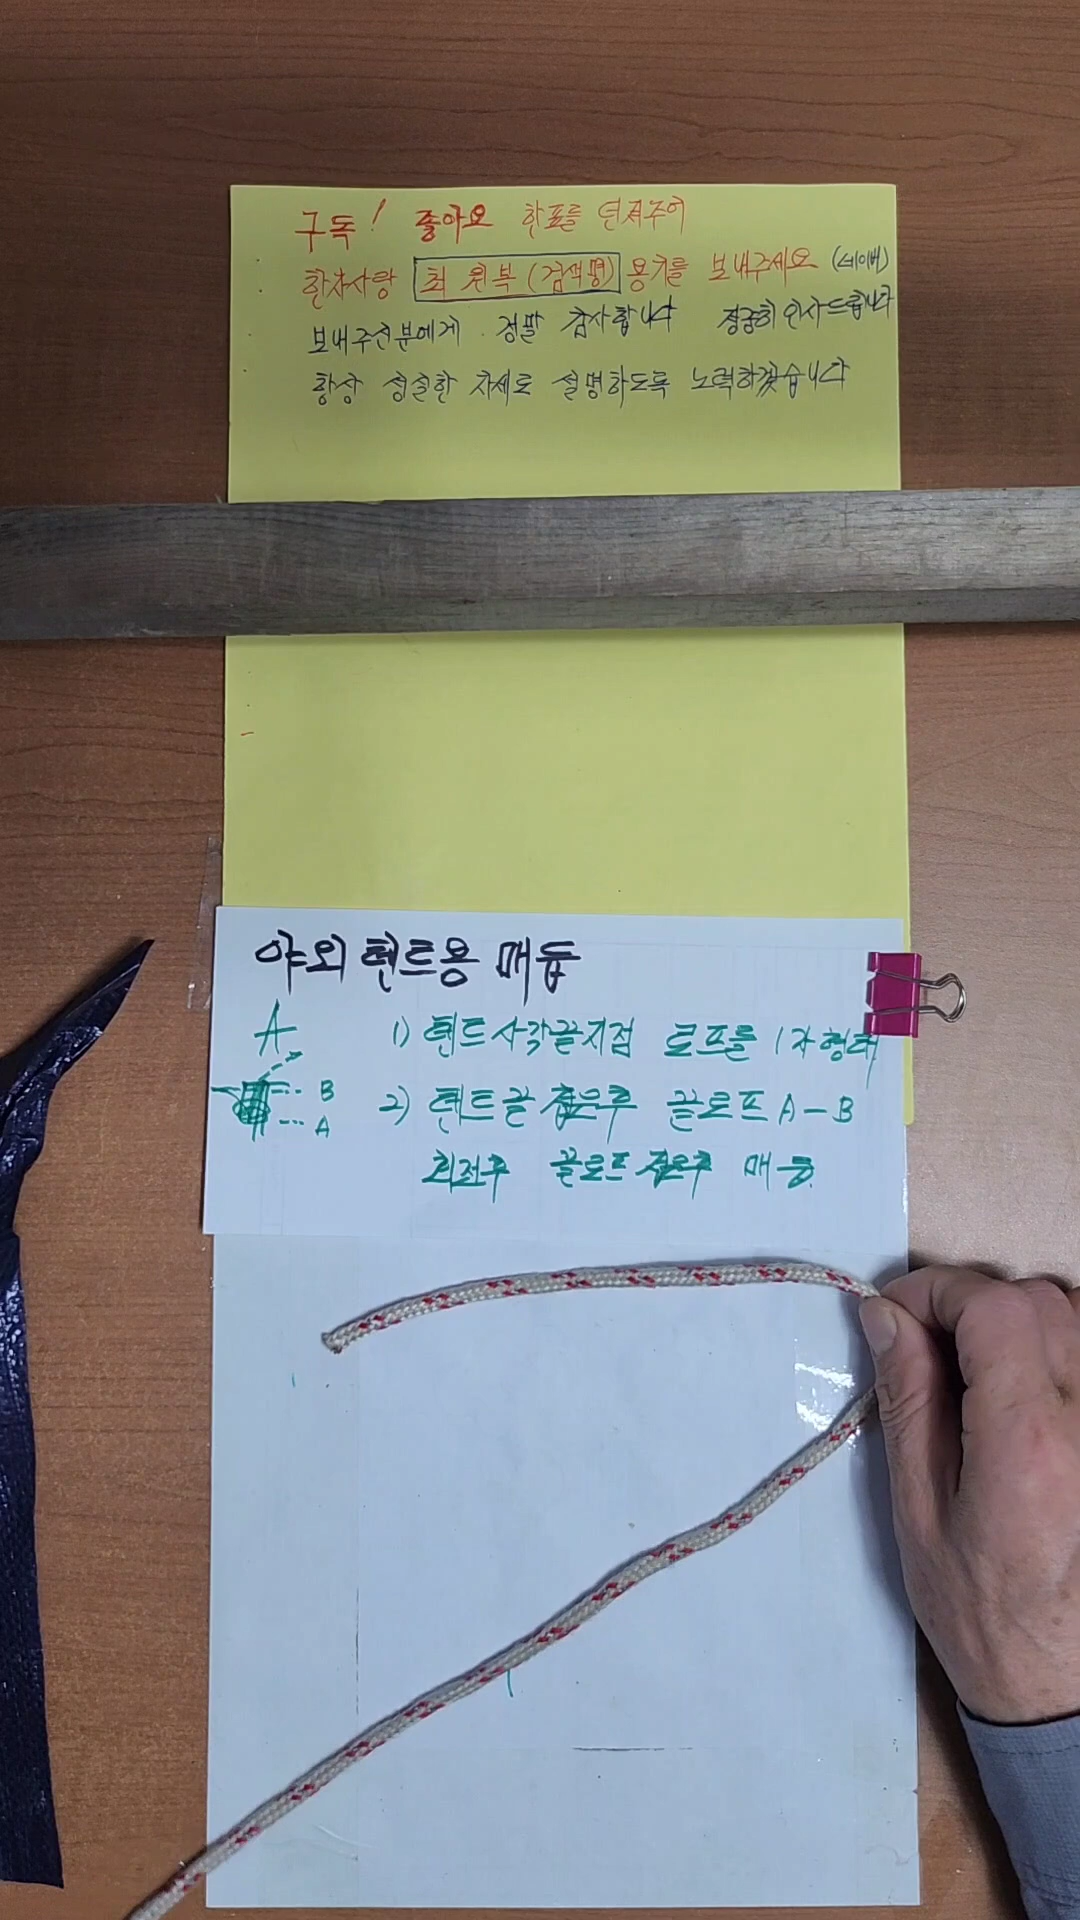 구독! 좋아요 한표를 던져주어
한자사랑 최 원복 (검색명) 용기를 보내주세요 (네이버)
보내주신분에게 정말 감사합니다 정중히 인사드립니다
항상 성실한 자세로 설명하도록 노력하겠습니다
야외 텐트용 매듭
A
B
A
1) 텐트사각끝지점 로프를 1자형태
2) 텐트끝 접은후 끝로프 A-B
회전후 끝로프 접은후 매듭